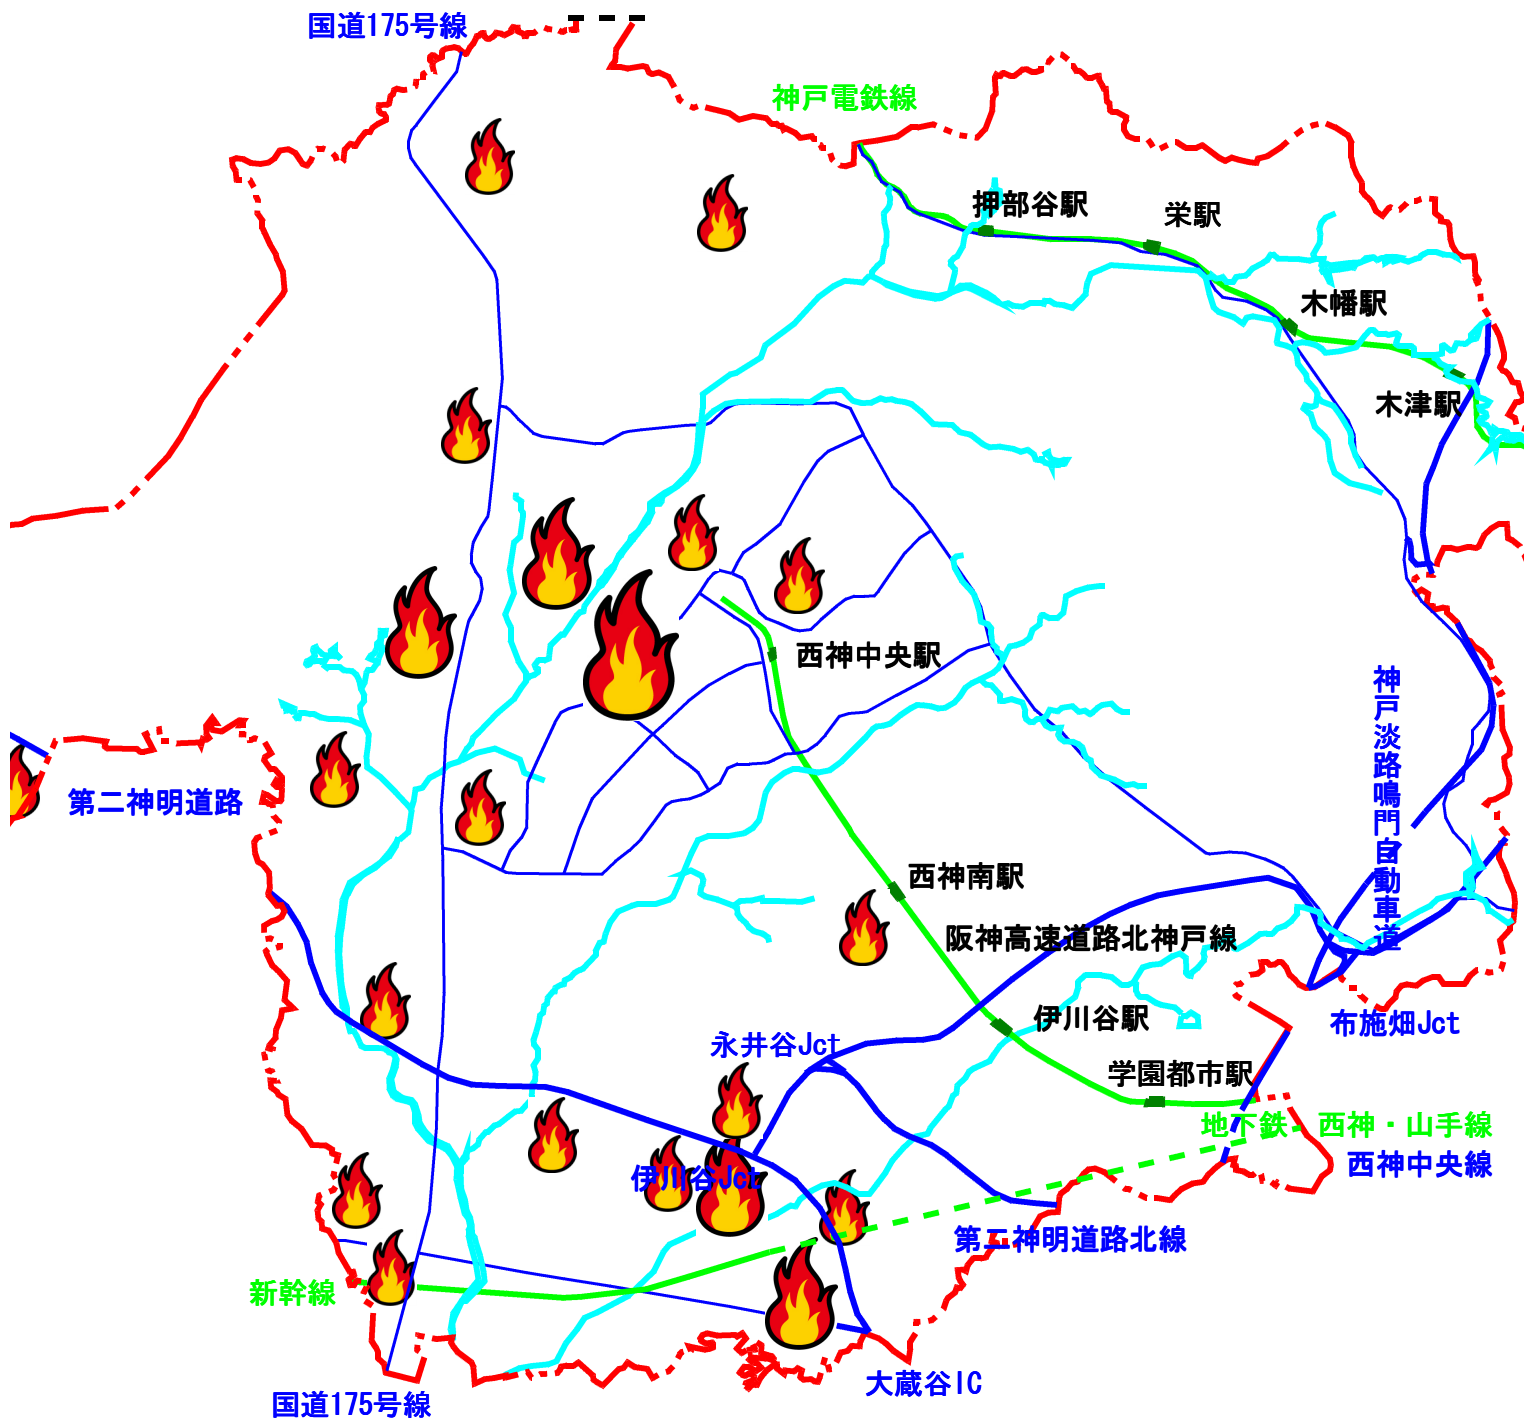 国道175号線
神戸電鉄線
押部谷駅
栄駅
木幡駅
木津駅
西神中央駅
神戸淡路鳴門自動車道
第二神明道路
西神南駅
阪神高速道路北神戸線
伊川谷駅
布施畑Jct
永井谷Jct
学園都市駅
地下鉄 西神・山手線
西神中央線
伊川谷Jct
第二神明道路北線
新幹線
大蔵谷IC
国道175号線